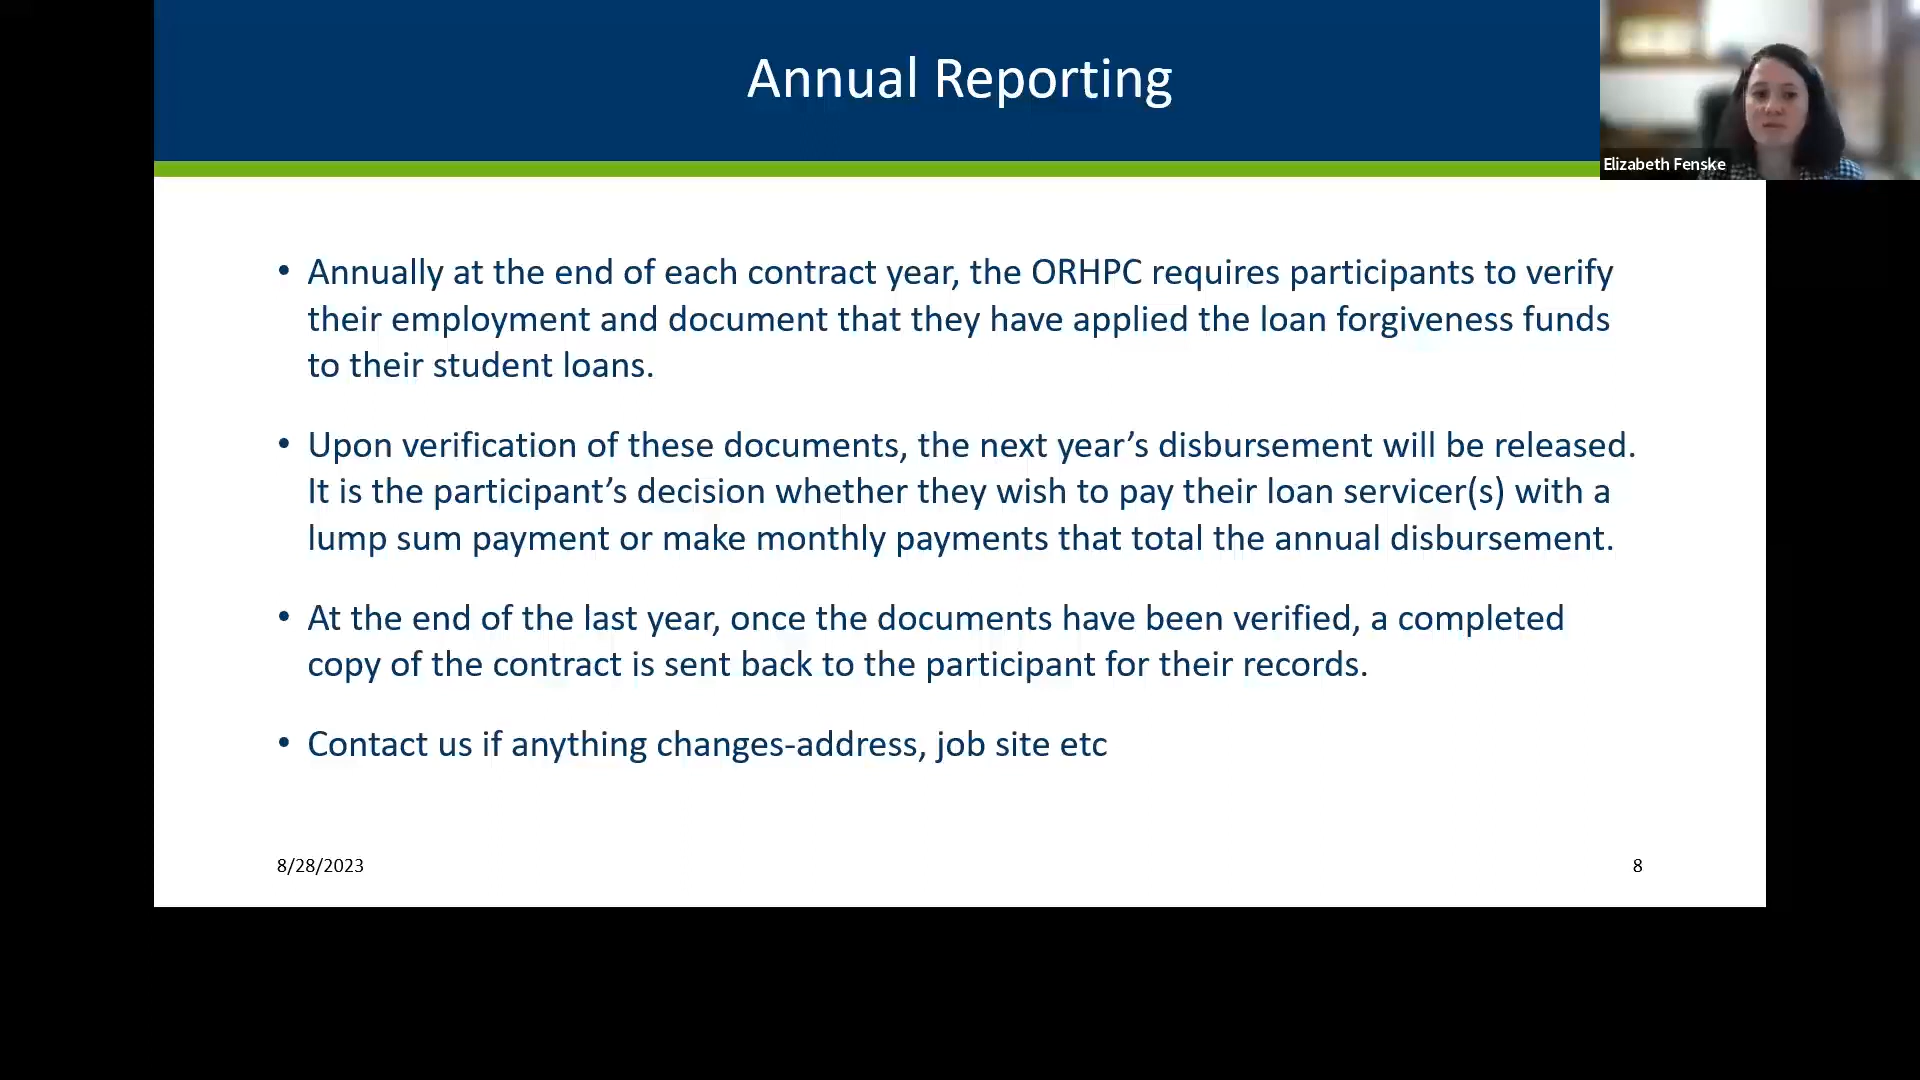 Annual Reporting
Elizabeth Fenske
• Annually at the end of each contract year, the ORHPC requires participants to verify
their employment and document that they have applied the loan forgiveness funds
to their student loans.
• Upon verification of these documents, the next year’s disbursement will be released.
It is the participant’s decision whether they wish to pay their loan servicer(s) with a
lump sum payment or make monthly payments that total the annual disbursement.
• At the end of the last year, once the documents have been verified, a completed
copy of the contract is sent back to the participant for their records.
• Contact us if anything changes-address, job site etc
8/28/2023
8